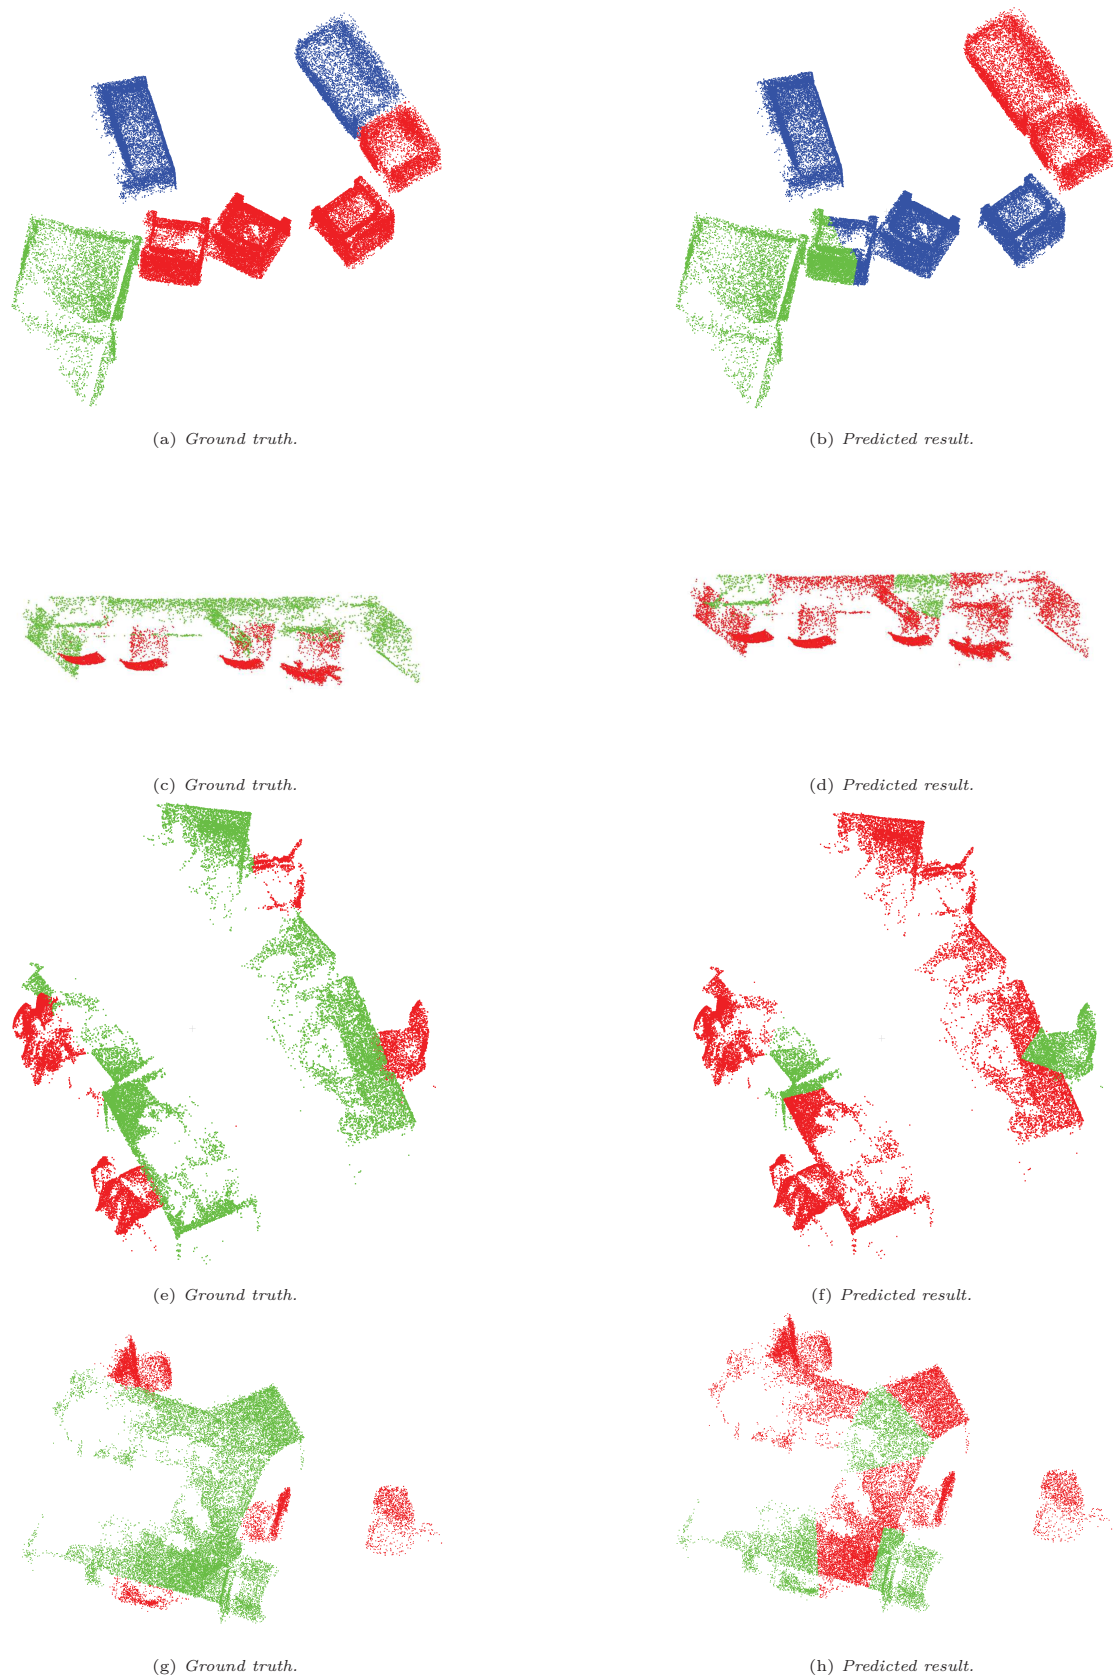 (a) Ground truth.
(b) Predicted result.
(c) Ground truth.
(d) Predicted result.
(e) Ground truth.
(f) Predicted result.
(g) Ground truth.
(h) Predicted result.